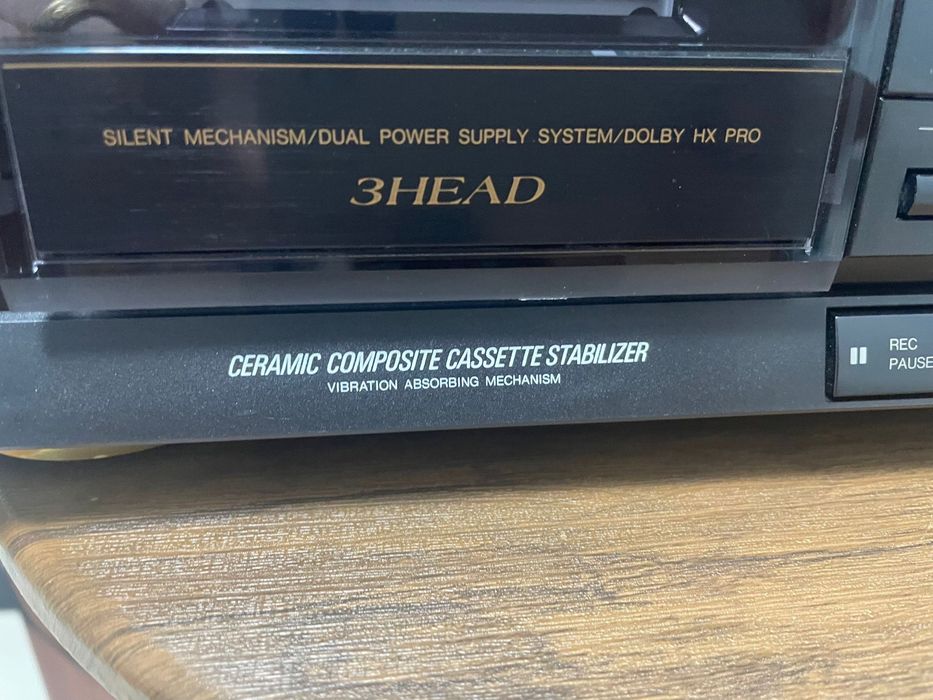 SILENT MECHANISM/DUAL POWER SUPPLY SYSTEM/DOLBY HX PRO
3HEAD
CERAMIC COMPOSITE CASSETTE STABILIZER
VIBRATION ABSORBING MECHANISM
REC
PAUSE